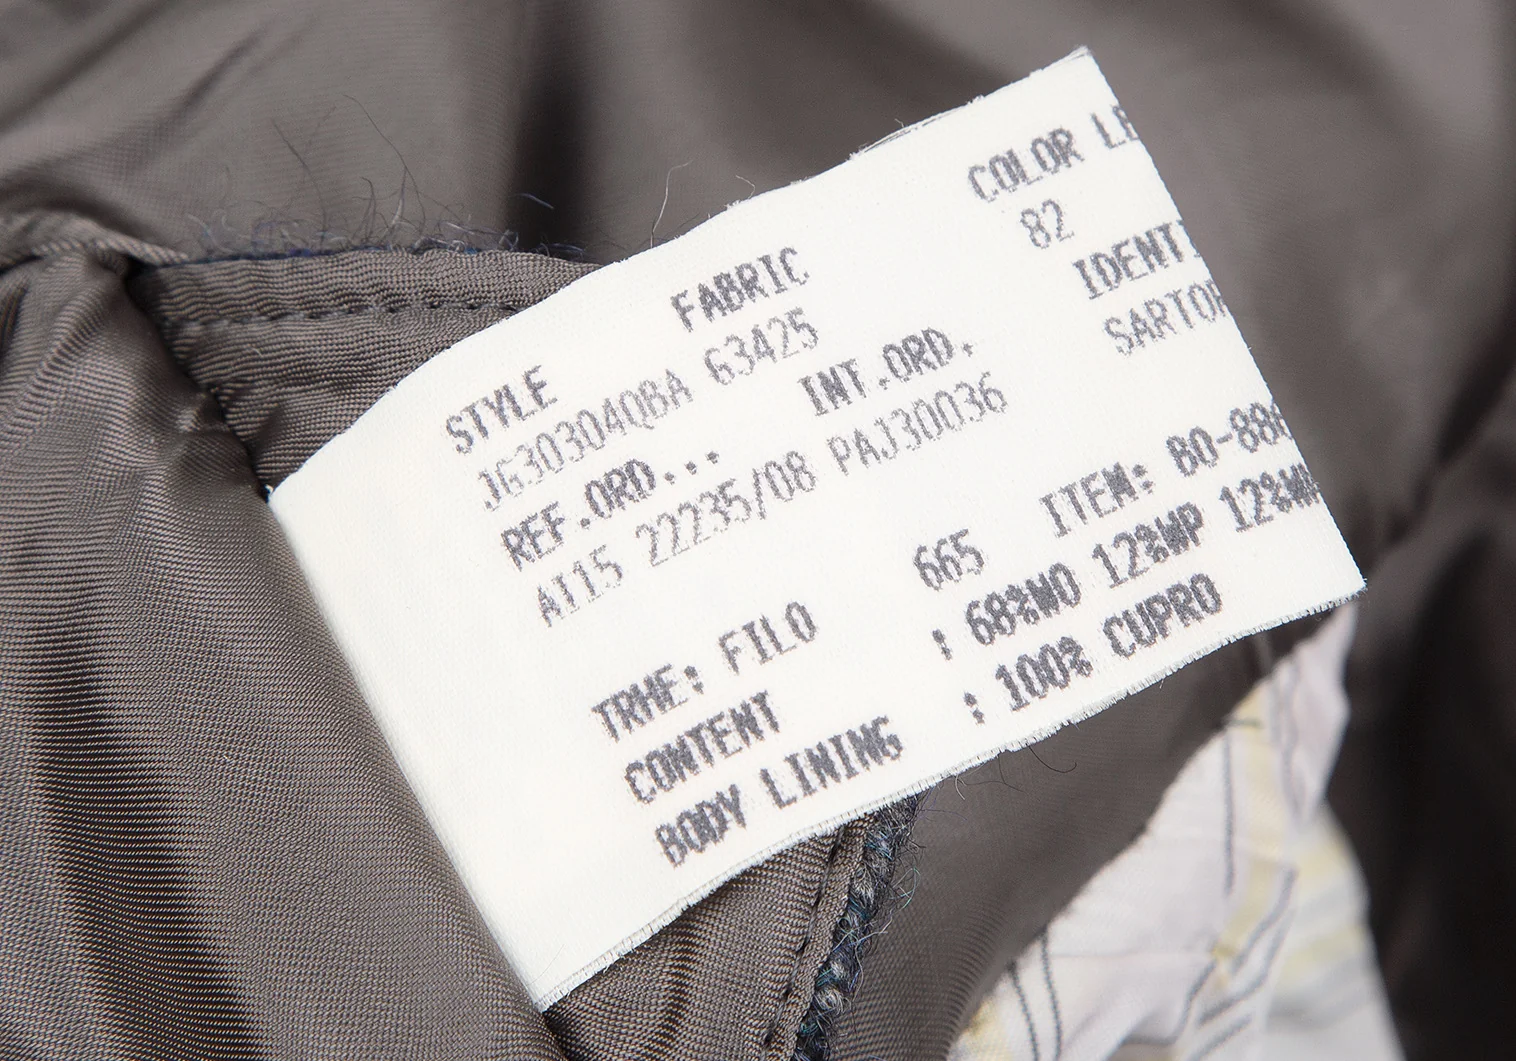 STYLE FABRIC COLOR
JG30304QBA 63425 82
REF.ORD... INT.ORD.
AI15 22235/08 PAJ30036
TRME: FILO 665 ITEM:
CONTENT : 68%WO 12%WP
BODY LINING : 100% CUPRO